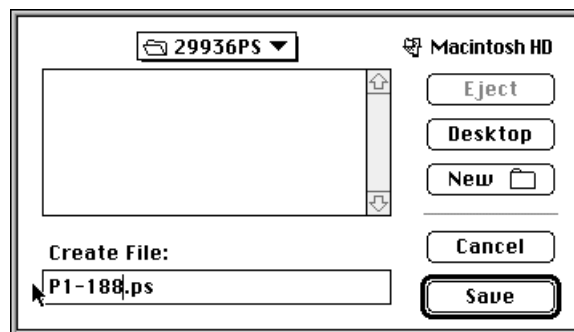 29936PS
Macintosh HD
Eject
Desktop
New
Create File:
P1-188.ps
Cancel
Save